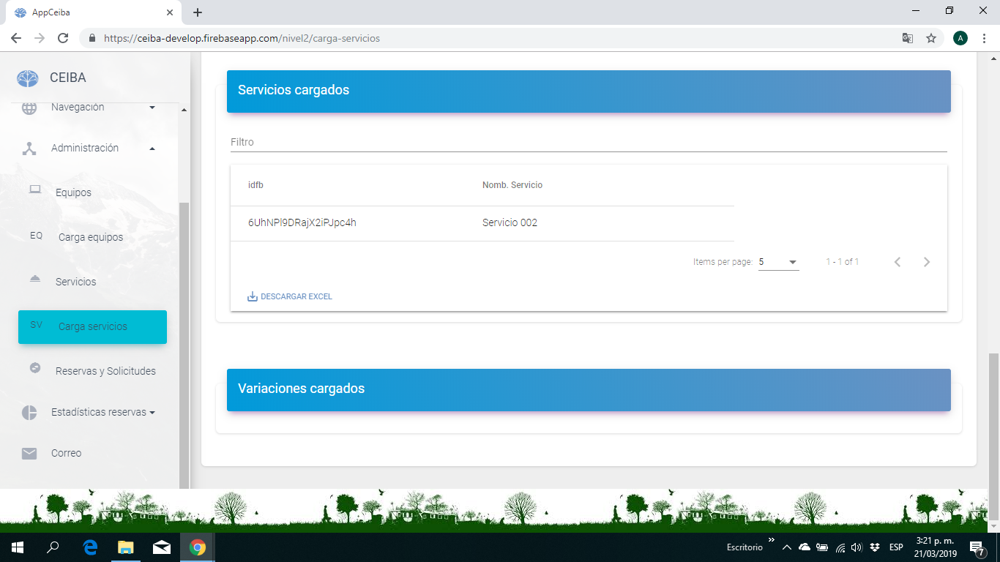 AppCeiba
https://ceiba-develop.firebaseapp.com/nivel2/carga-servicios
A
CEIBA
Navegación
Administración
Equipos
EQ Carga equipos
Servicios
SV Carga servicios
Reservas y Solicitudes
Estadísticas reservas
Correo
Servicios cargados
Filtro
idfb Nomb. Servicio
6UhNPl9DRajX2iPJpc4h Servicio 002
Items per page: 5 1 - 1 of 1
DESCARGAR EXCEL
Variaciones cargados
Escritorio
ESP
3:21 p. m.
21/03/2019
7